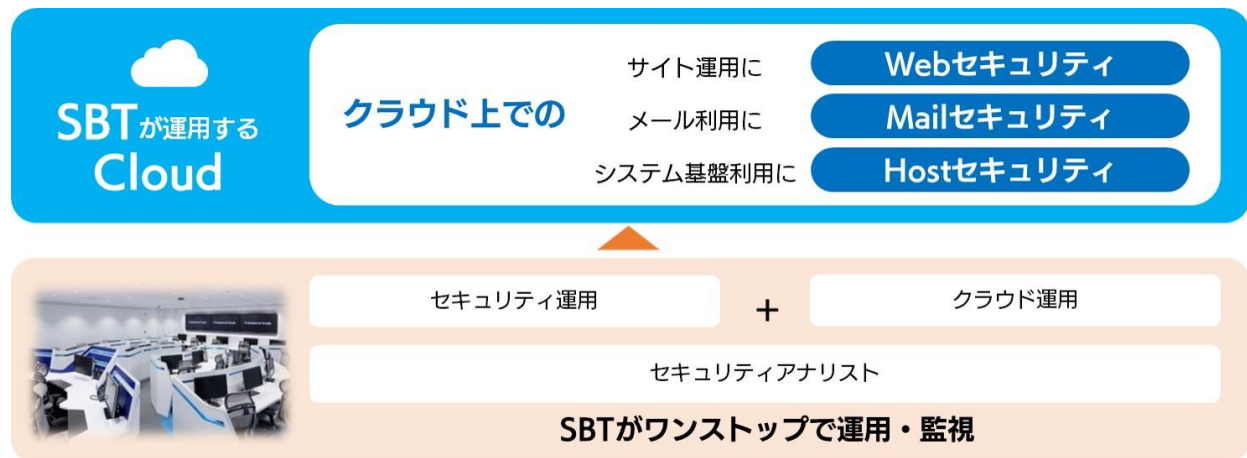 SBTが運用する
Cloud
クラウド上での
サイト運用に
Webセキュリティ
メール利用に
Mailセキュリティ
システム基盤利用に
Hostセキュリティ
セキュリティ運用
+
クラウド運用
セキュリティアナリスト
SBTがワンストップで運用・監視